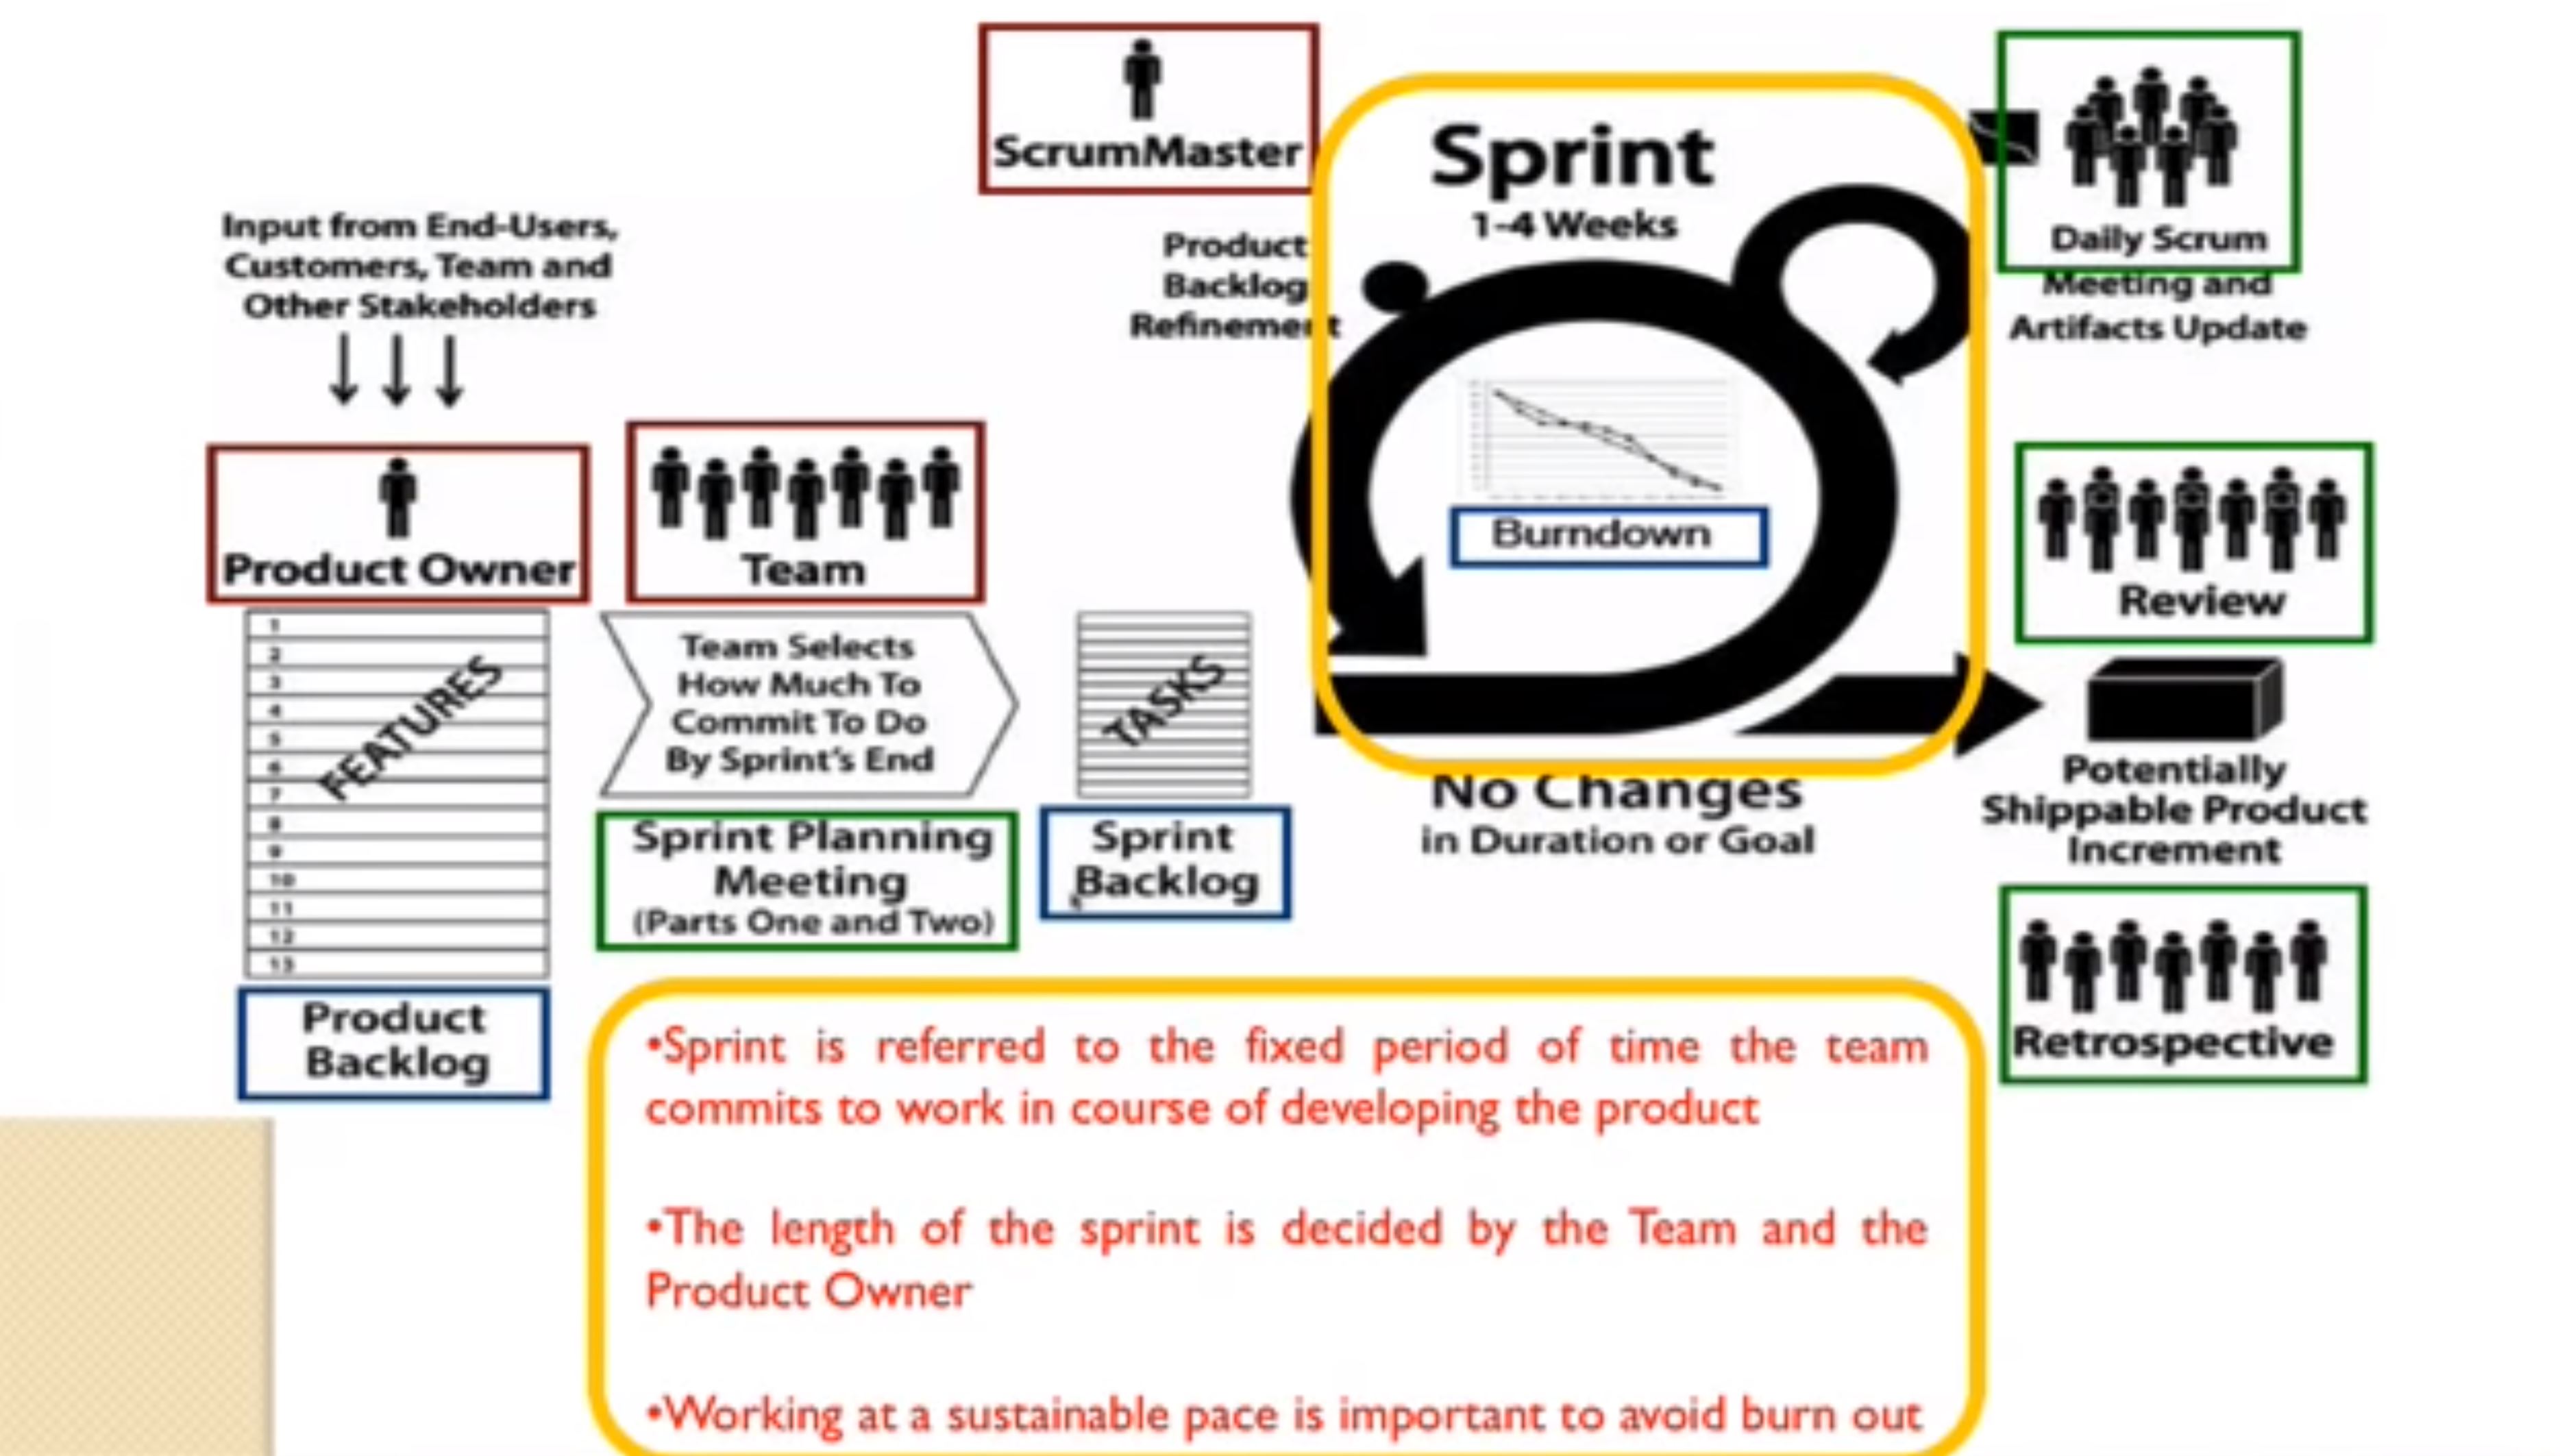 ScrumMaster
Sprint
1-4 Weeks
Product
Backlog
Refinement
Daily Scrum
Meeting and
Artifacts Update
Input from End-Users,
Customers, Team and
Other Stakeholders
Product Owner
Team
Burndown
Review
1
2
3
4
5
6
7
8
9
10
11
12
13
FEATURES
Team Selects
How Much To
Commit To Do
By Sprint's End
TASKS
Sprint Planning
Meeting
(Parts One and Two)
Sprint
Backlog
No Changes
in Duration or Goal
Potentially
Shippable Product
Increment
Product
Backlog
Retrospective
•Sprint is referred to the fixed period of time the team
commits to work in course of developing the product
•The length of the sprint is decided by the Team and the
Product Owner
•Working at a sustainable pace is important to avoid burn out